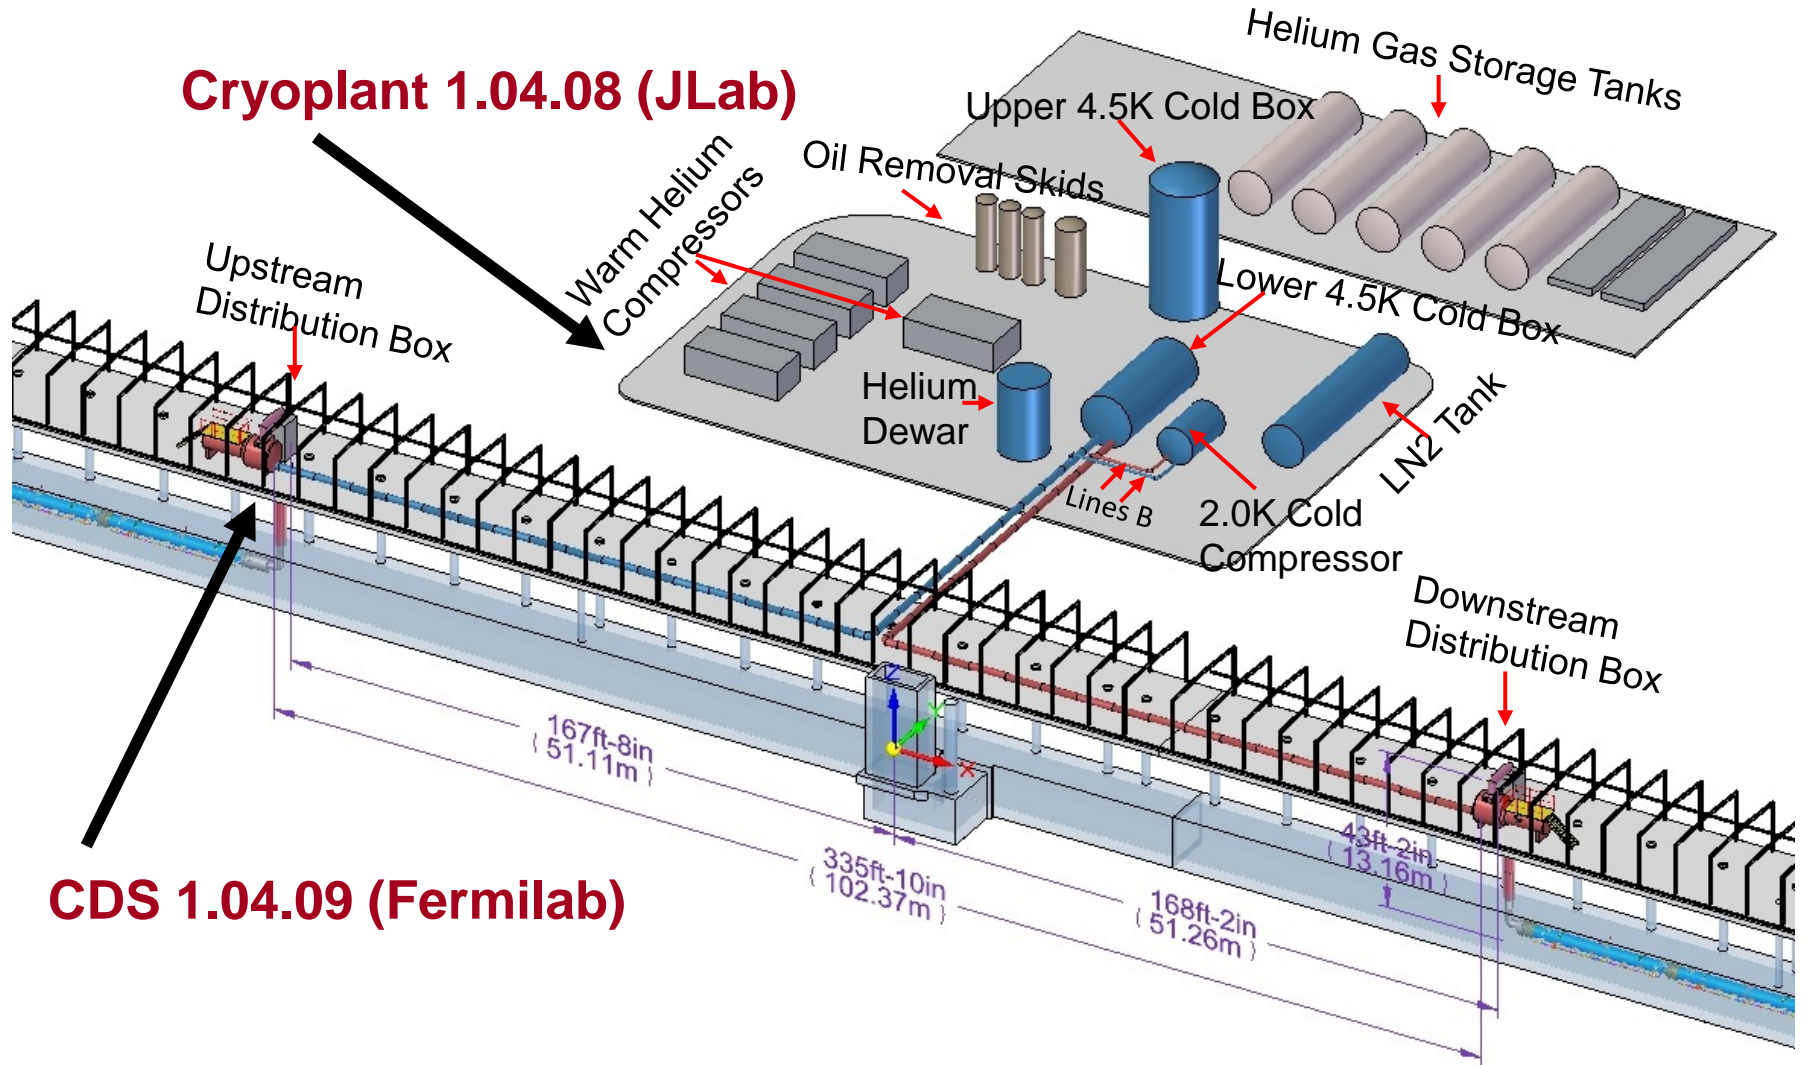 Helium Gas Storage Tanks
Cryoplant 1.04.08 (JLab)
Upper 4.5K Cold Box
Oil Removal Skids
Warm Helium
Compressors
Upstream
Distribution Box
Lower 4.5K Cold Box
Helium
Dewar
LN2 Tank
Lines B
2.0K Cold
Compressor
Downstream
Distribution Box
Z
Y
X
167ft-8in
{ 51.11m }
43ft-2in
{ 13.16m }
335ft-10in
{ 102.37m }
168ft-2in
{ 51.26m }
CDS 1.04.09 (Fermilab)